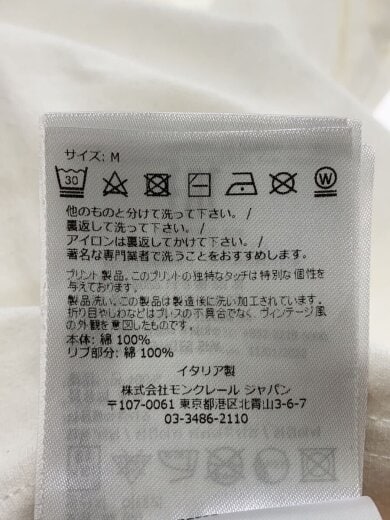 サイズ: M
30
W
他のものと分けて洗って下さい。/
裏返して洗って下さい。/
アイロンは裏返してかけて下さい。/
著名な専門業者で洗うことをおすすめします。
プリント製品。このプリントの独特なタッチは特別な個性を
与えております。
製品洗い。この製品は製造後に洗い加工されています。
折り目やしわなどはプレスの不具合でなく、ヴィンテージ風
の外観を意図したものです。
本体: 綿 100%
リブ部分: 綿 100%
イタリア製
株式会社モンクレール ジャパン
〒107-0061 東京都港区北青山3-6-7
03-3486-2110